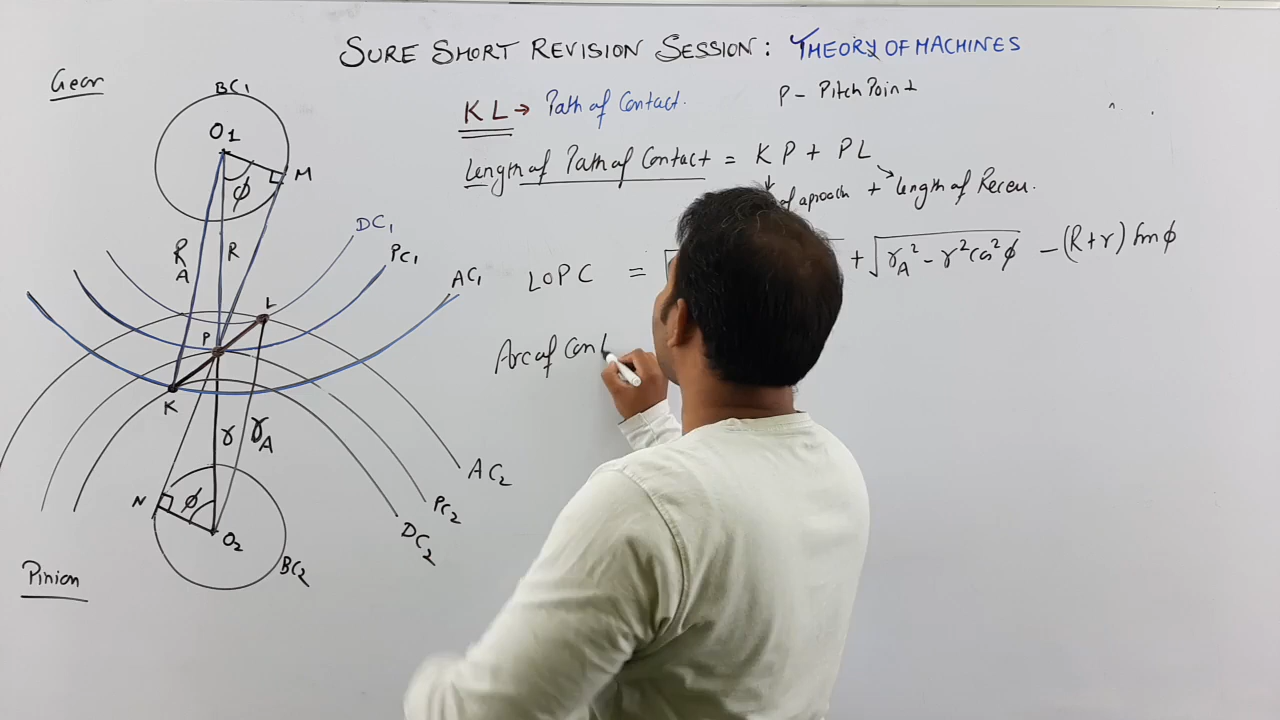 SURE SHORT REVISION SESSION: THEORY OF MACHINES
Gear
BC1
O1
M
φ
RA
R
DC1
PC1
AC1
L
P
K
r
rA
N
φ
O2
AC2
PC2
DC2
BC2
Pinion
KL → Path of Contact.
P - Pitch Point
Length of Path of Contact = KP + PL
of aproach + length of Recess.
LOPC = + √rA² - r²cos²φ - (R+r) Sinφ
Arc of Cont